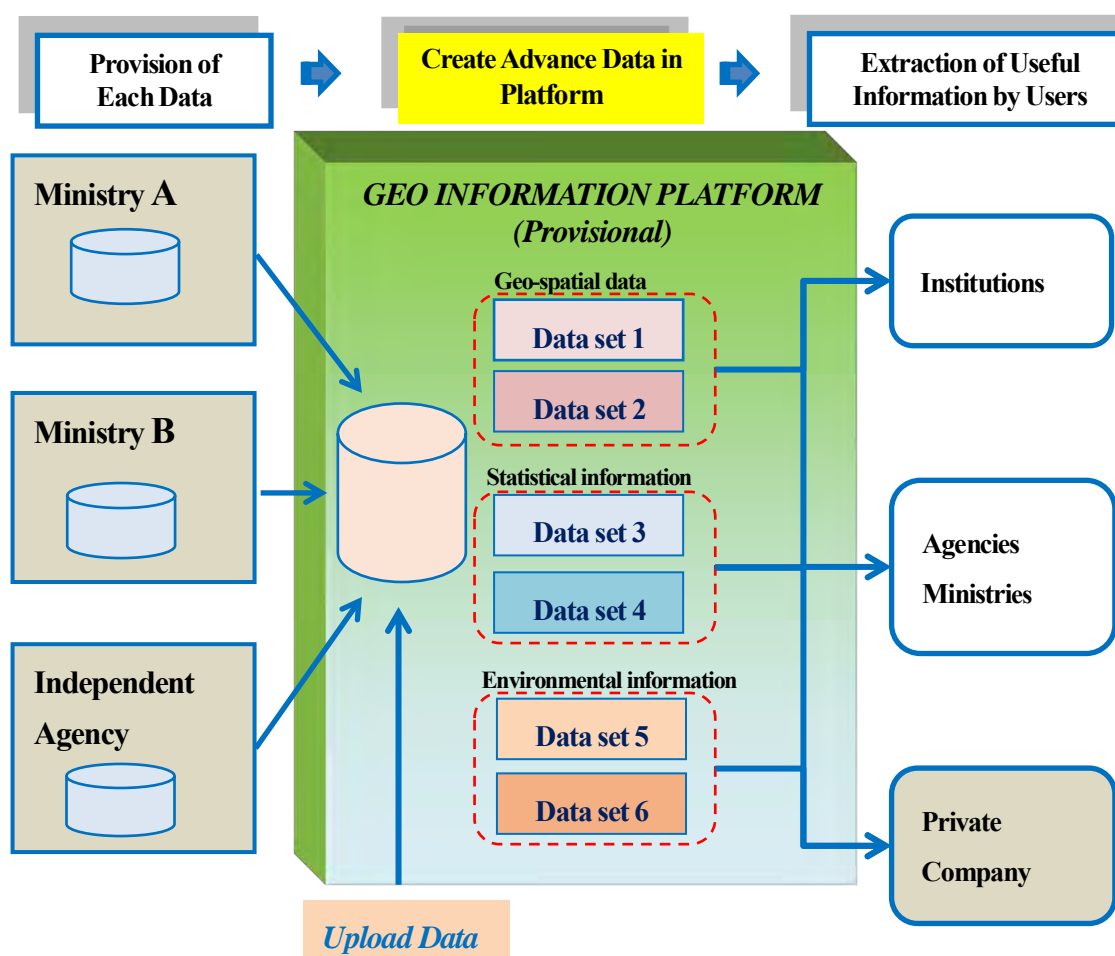 Provision of
Each Data
Create Advance Data in
Platform
Extraction of Useful
Information by Users
Ministry A
Ministry B
Independent
Agency
GEO INFORMATION PLATFORM
(Provisional)
Geo-spatial data
Data set 1
Data set 2
Statistical information
Data set 3
Data set 4
Environmental information
Data set 5
Data set 6
Upload Data
Institutions
Agencies
Ministries
Private
Company